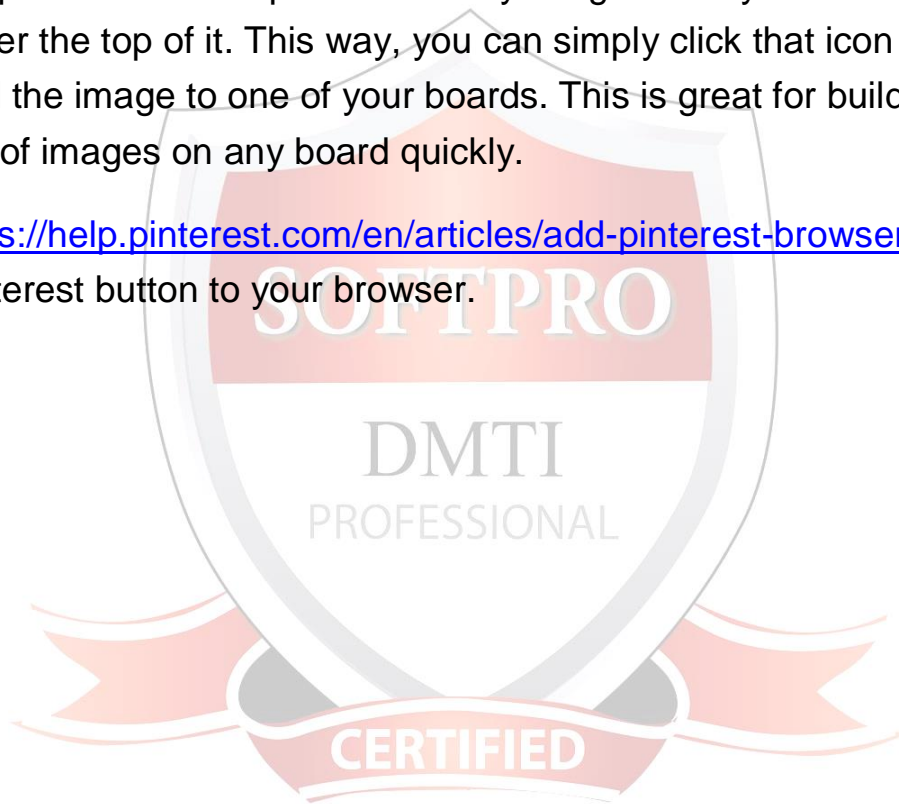 er the top of it. This way, you can simply click that icon
the image to one of your boards. This is great for build
of images on any board quickly.
s://help.pinterest.com/en/articles/add-pinterest-browser
terest button to your browser.
SOFTPRO
DMTI
PROFESSIONAL
CERTIFIED